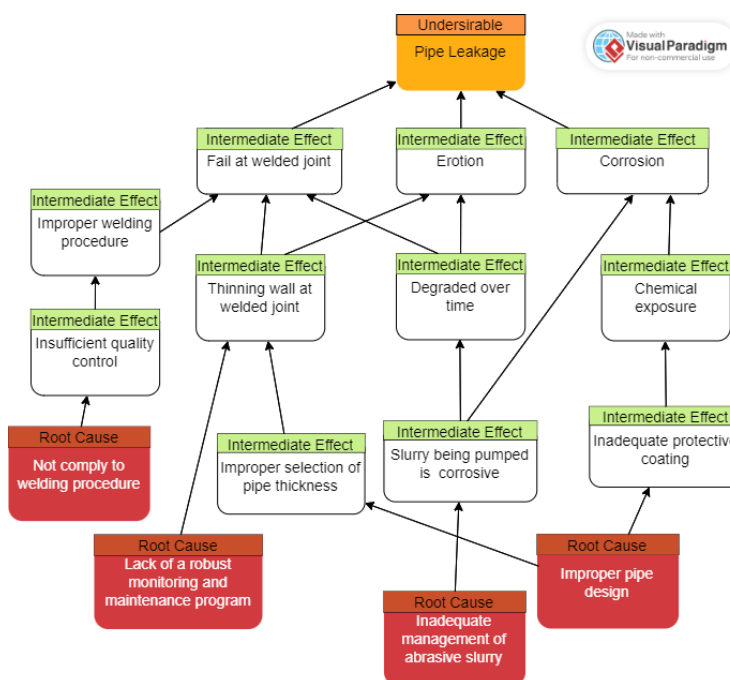 Undersirable
Pipe Leakage
Made with
Visual Paradigm
For non-commercial use
Intermediate Effect
Fail at welded joint
Intermediate Effect
Erotion
Intermediate Effect
Corrosion
Intermediate Effect
Improper welding
procedure
Intermediate Effect
Thinning wall at
welded joint
Intermediate Effect
Degraded over
time
Intermediate Effect
Chemical
exposure
Intermediate Effect
Insufficient quality
control
Root Cause
Not comply to
welding procedure
Intermediate Effect
Improper selection of
pipe thickness
Intermediate Effect
Slurry being pumped
is corrosive
Intermediate Effect
Inadequate protective
coating
Root Cause
Lack of a robust
monitoring and
maintenance program
Root Cause
Inadequate
management of
abrasive slurry
Root Cause
Improper pipe
design